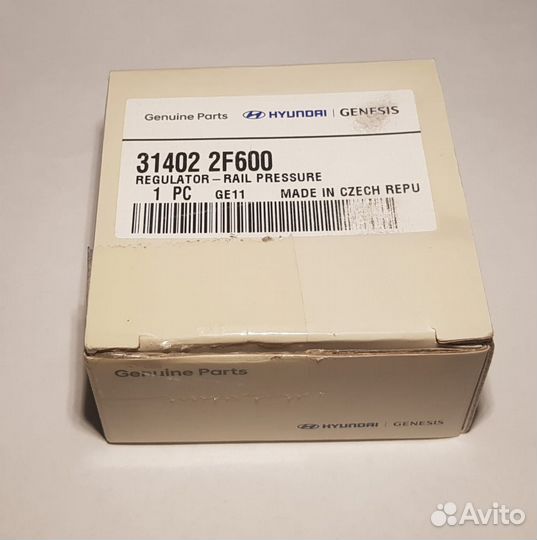 Genuine Parts HYUNDAI | GENESIS
31402 2F600
REGULATOR-RAIL PRESSURE
1 PC GE11 MADE IN CZECH REPU
Genuine Parts
HYUNDAI | GENESIS
Avito